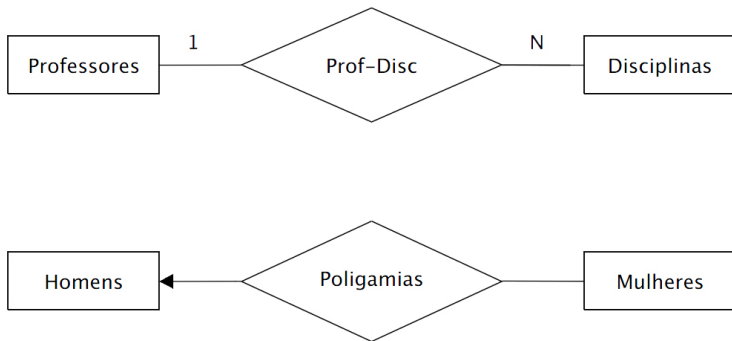 Professores 1 Prof-Disc N Disciplinas
Homens Poligamias Mulheres